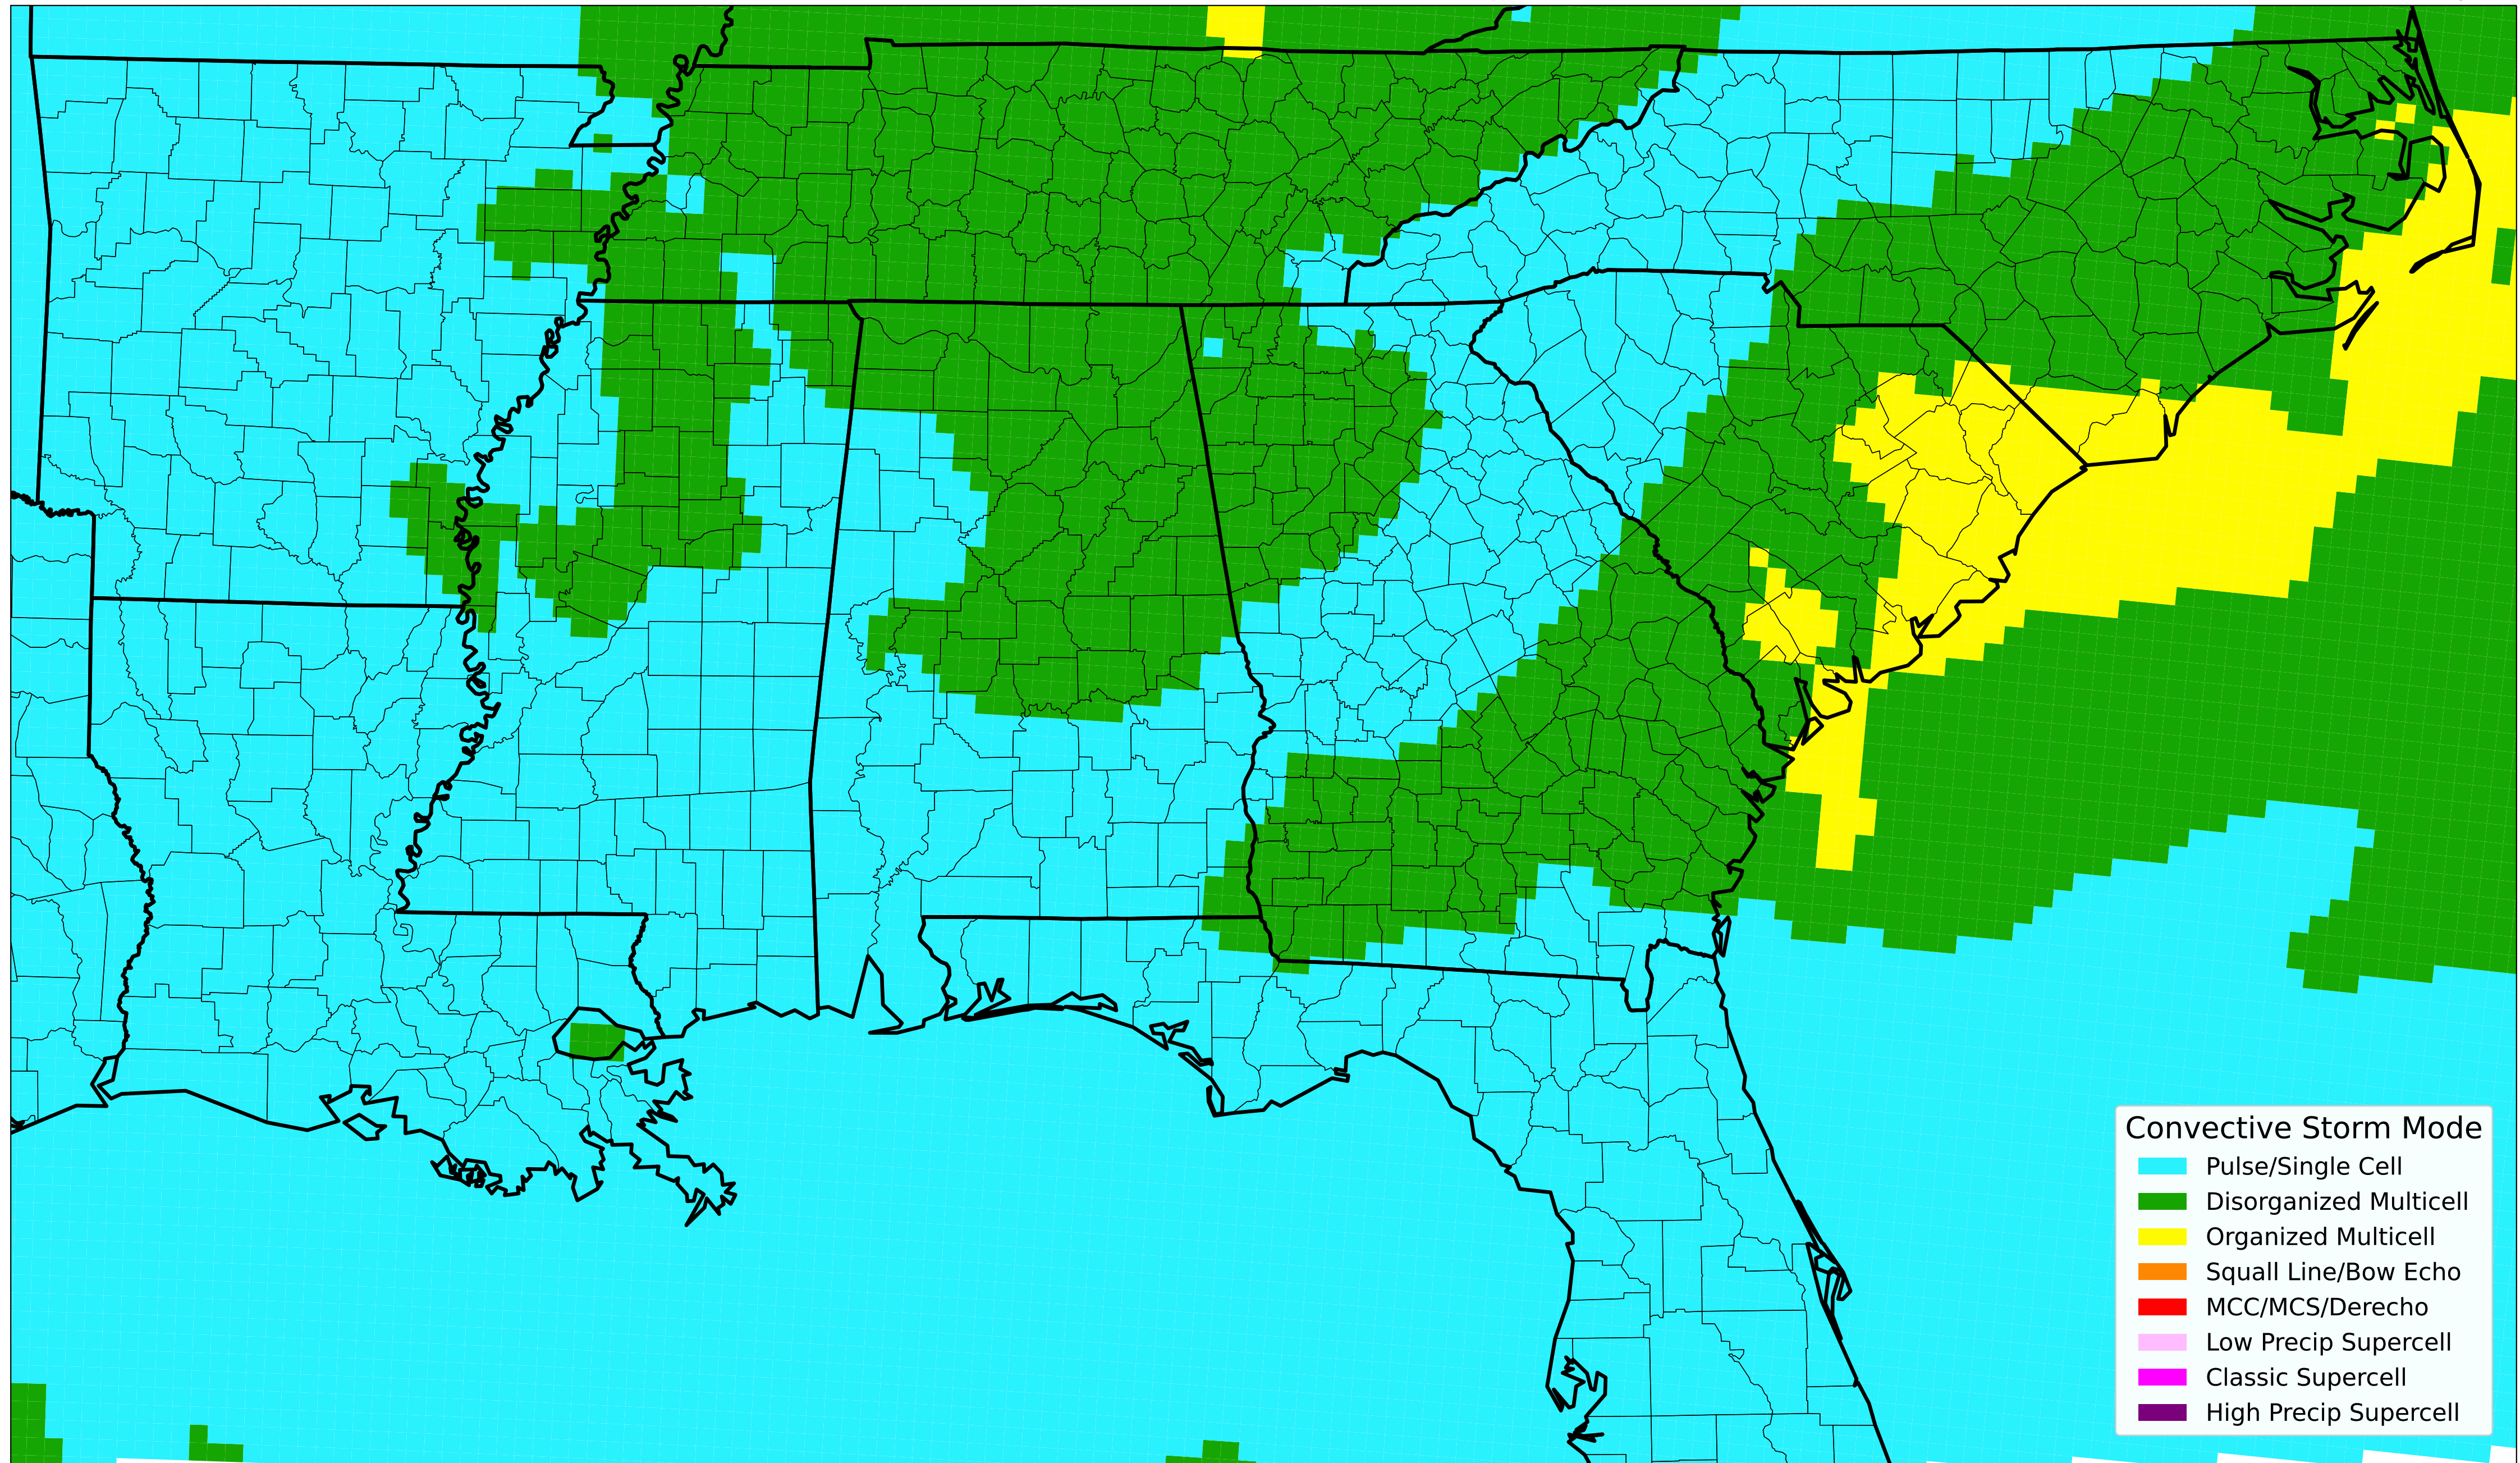 Convective Storm Mode
Pulse/Single Cell
Disorganized Multicell
Organized Multicell
Squall Line/Bow Echo
MCC/MCS/Derecho
Low Precip Supercell
Classic Supercell
High Precip Supercell